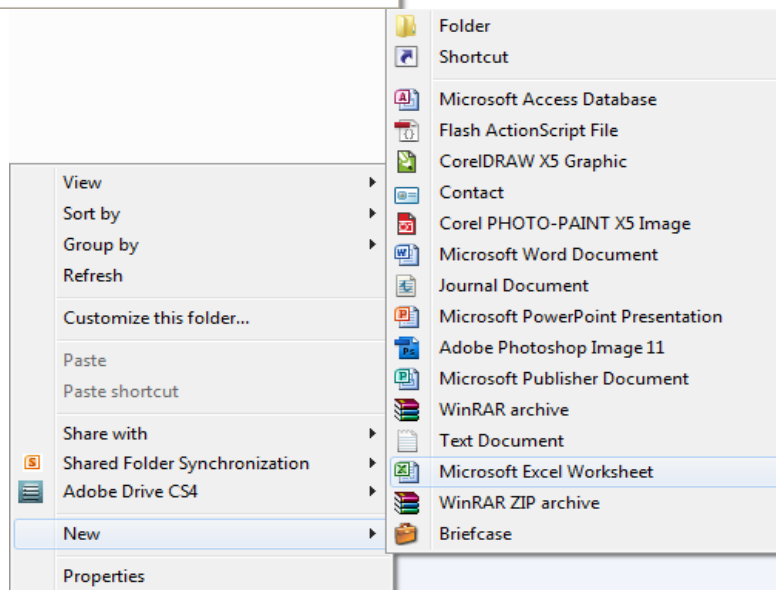 View
Sort by
Group by
Refresh
Customize this folder...
Paste
Paste shortcut
Share with
Shared Folder Synchronization
Adobe Drive CS4
New
Properties
Folder
Shortcut
Microsoft Access Database
Flash ActionScript File
CorelDRAW X5 Graphic
Contact
Corel PHOTO-PAINT X5 Image
Microsoft Word Document
Journal Document
Microsoft PowerPoint Presentation
Adobe Photoshop Image 11
Microsoft Publisher Document
WinRAR archive
Text Document
Microsoft Excel Worksheet
WinRAR ZIP archive
Briefcase